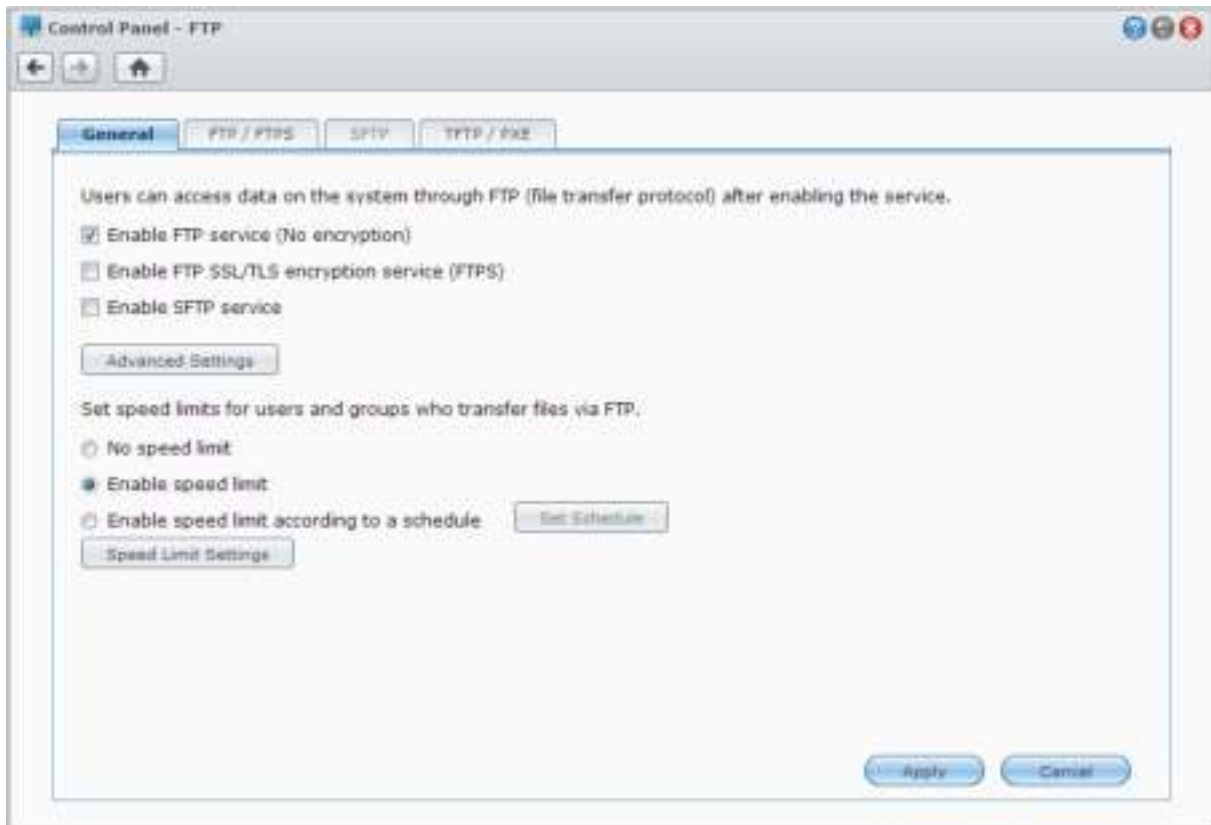 Control Panel - FTP
General FTP / FTPS SFTP TFTP / PXE
Users can access data on the system through FTP (file transfer protocol) after enabling the service.
Enable FTP service (No encryption)
Enable FTP SSL/TLS encryption service (FTPS)
Enable SFTP service
Advanced Settings
Set speed limits for users and groups who transfer files via FTP.
No speed limit
Enable speed limit
Enable speed limit according to a schedule Set Schedule
Speed Limit Settings
Apply Cancel